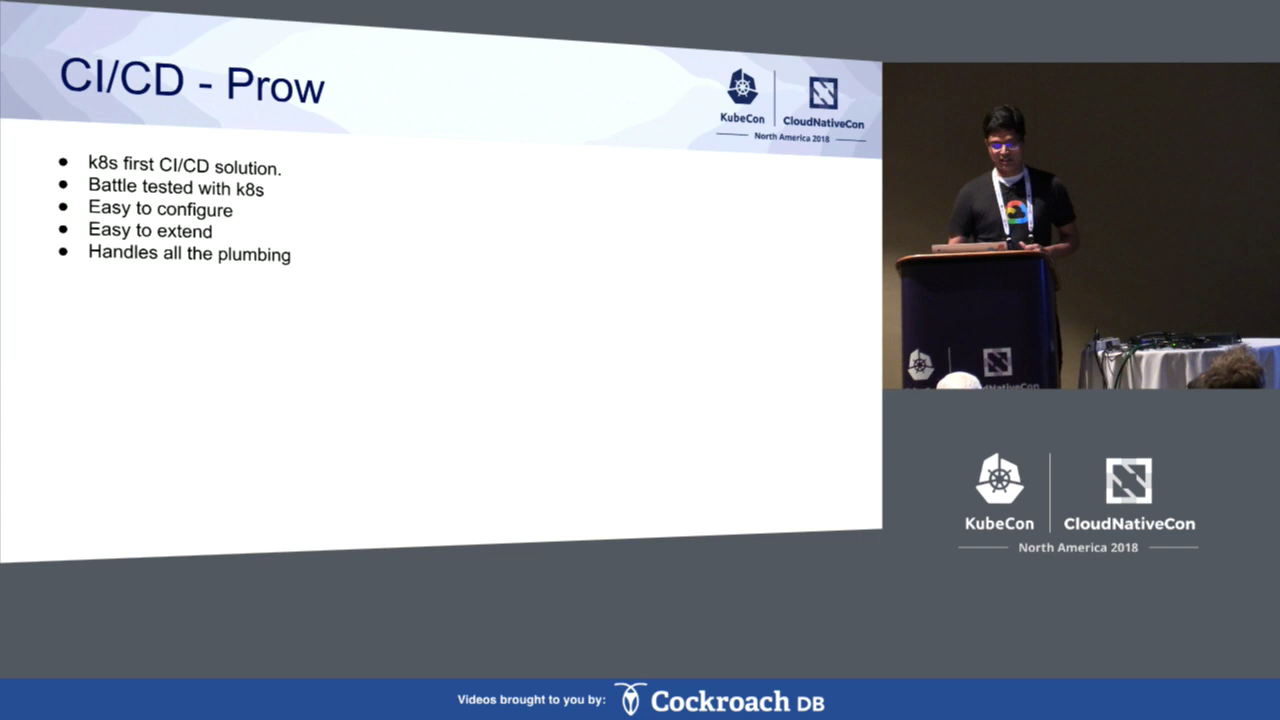 CI/CD - Prow
KubeCon
CloudNativeCon
North America 2018
k8s first CI/CD solution.
Battle tested with k8s
Easy to configure
Easy to extend
Handles all the plumbing
KubeCon
CloudNativeCon
North America 2018
Videos brought to you by:
Cockroach DB